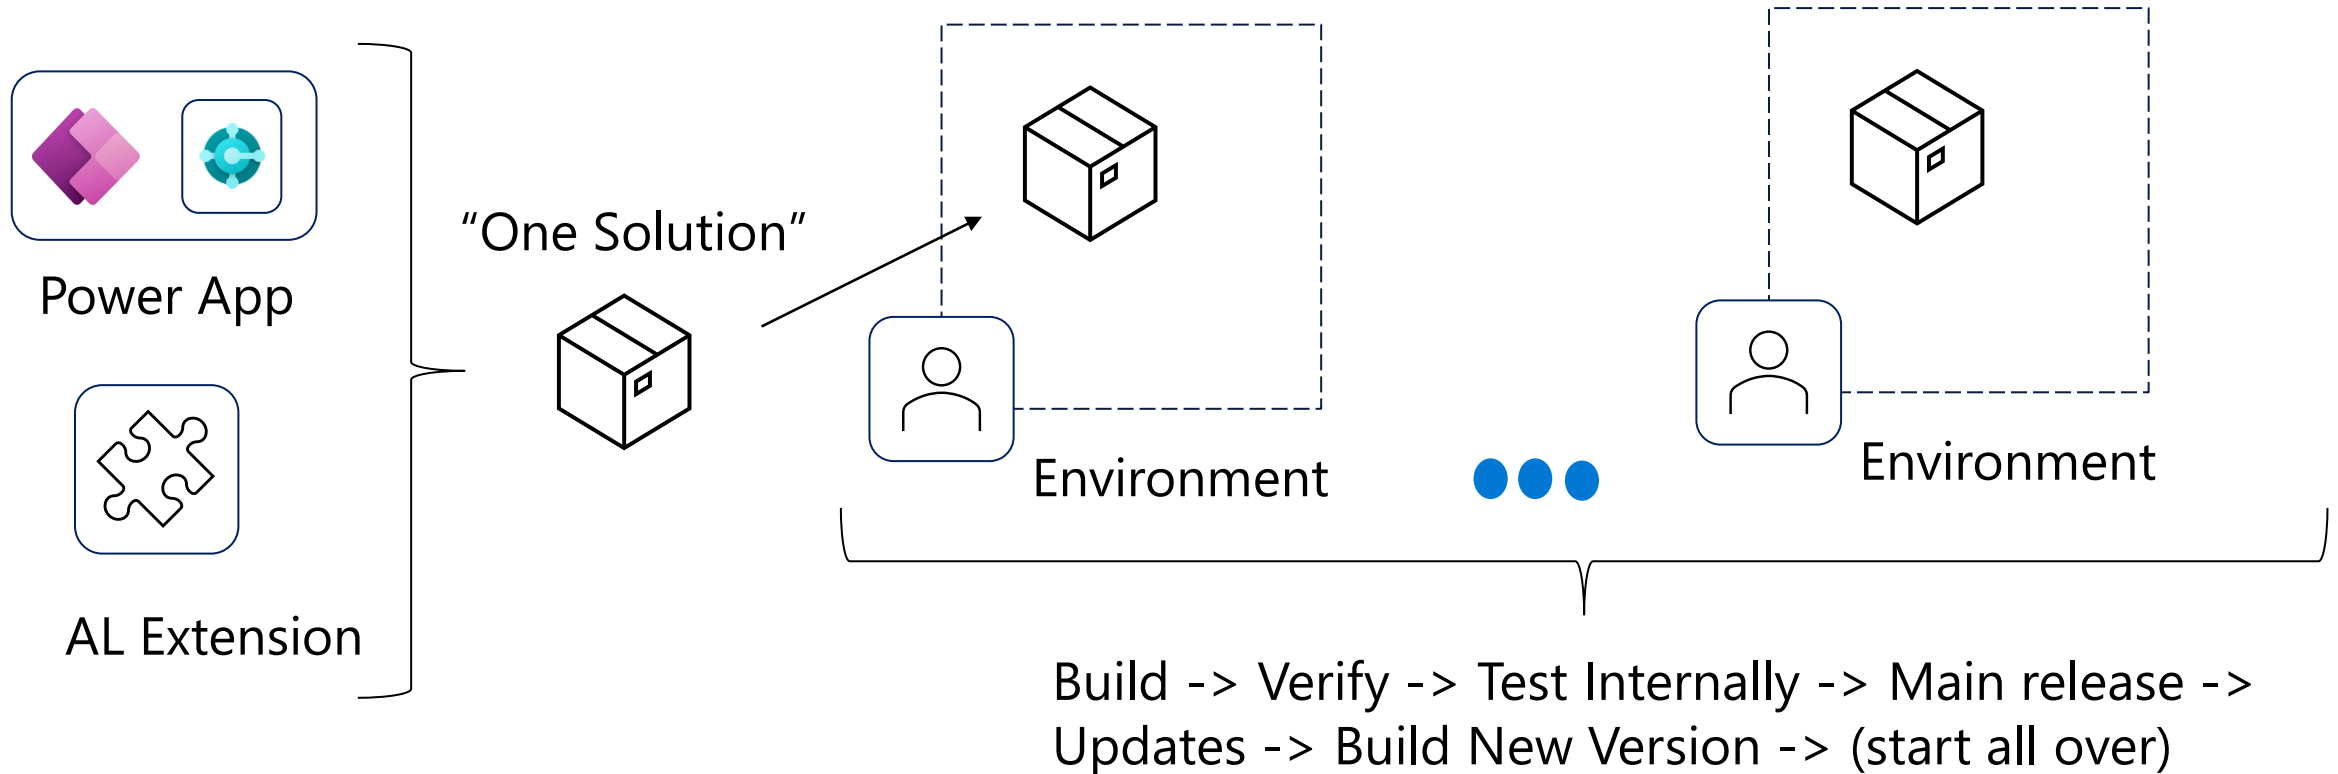 “One Solution”
Power App
AL Extension
Environment
Environment
Build -> Verify -> Test Internally -> Main release ->
Updates -> Build New Version -> (start all over)